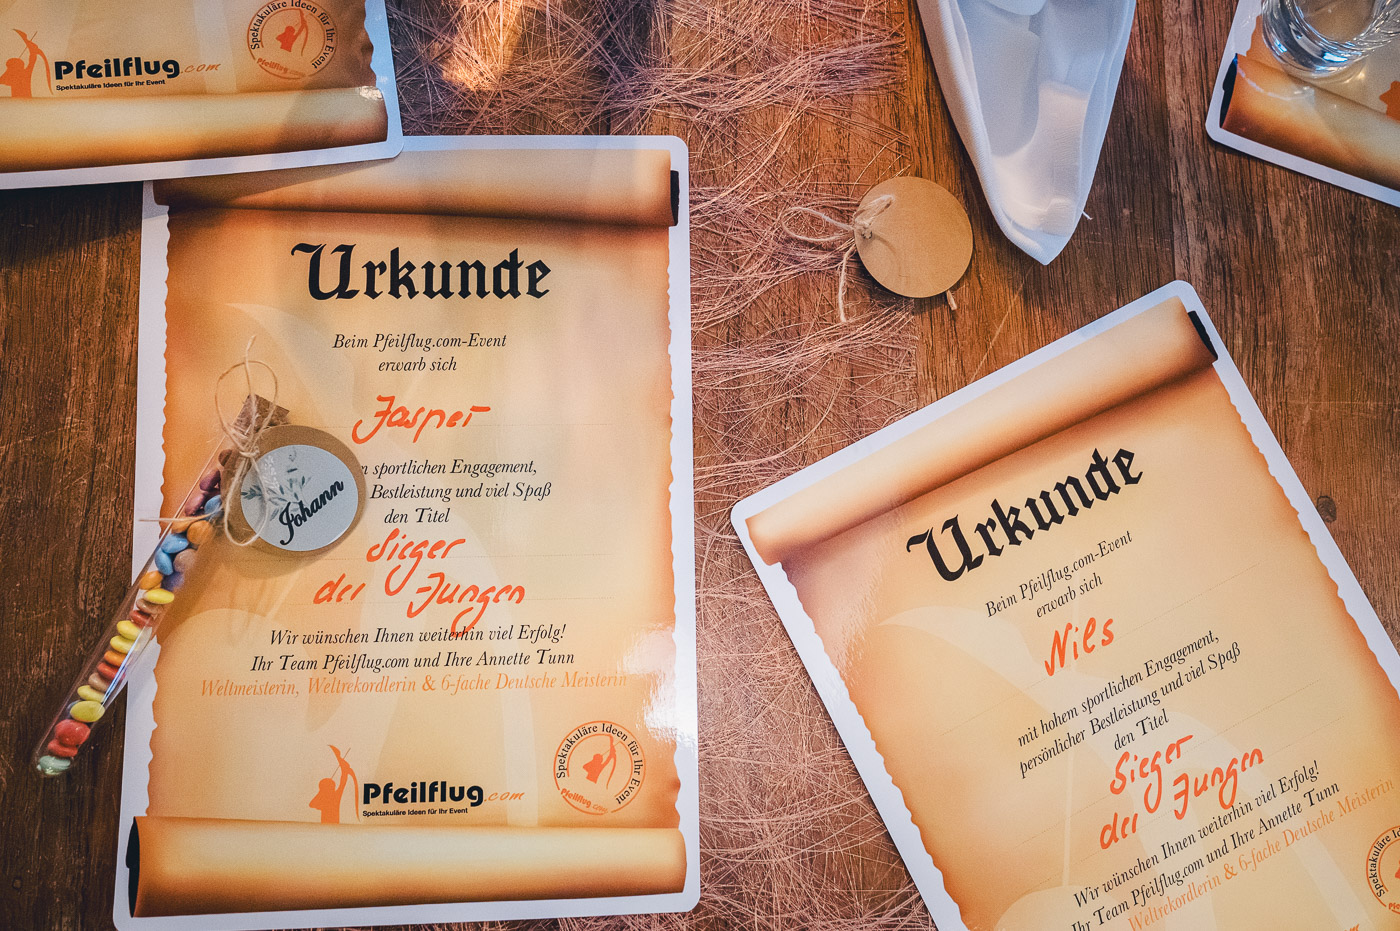 Pfeilflug.com
Spektakuläre Ideen für Ihr Event
Spektakuläre Ideen für Ihr Event
Pfeilflug.com
Urkunde
Beim Pfeilflug.com-Event
erwarb sich
Jasper
sportlichen Engagement,
Bestleistung und viel Spaß
den Titel
Sieger
der Jungen
Wir wünschen Ihnen weiterhin viel Erfolg!
Ihr Team Pfeilflug.com und Ihre Annette Tunn
Weltmeisterin, Weltrekordlerin & 6-fache Deutsche Meisterin
Pfeilflug.com
Spektakuläre Ideen für Ihr Event
Spektakuläre Ideen für Ihr Event
Pfeilflug.com
Johann
Urkunde
Beim Pfeilflug.com-Event
erwarb sich
Nils
mit hohem sportlichen Engagement,
persönlicher Bestleistung und viel Spaß
den Titel
Sieger
der Jungen
Wir wünschen Ihnen weiterhin viel Erfolg!
Ihr Team Pfeilflug.com und Ihre Annette Tunn
Weltrekordlerin & 6-fache Deutsche Meisterin
Spektakuläre